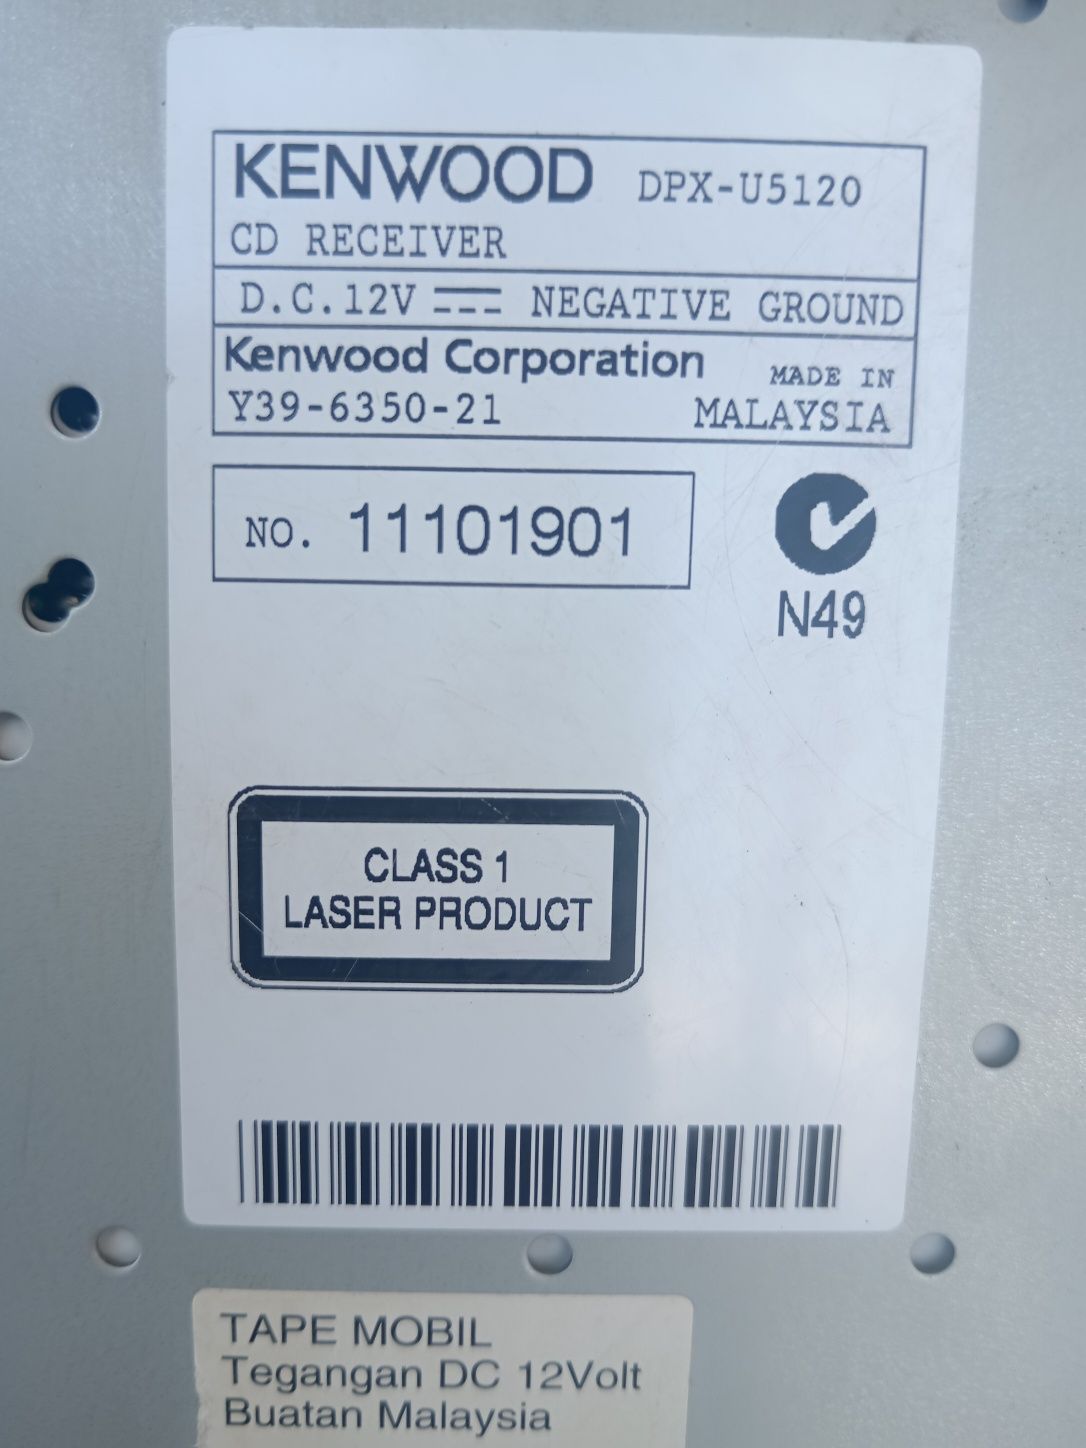 KENWOOD DPX-U5120
CD RECEIVER
D.C.12V NEGATIVE GROUND
Kenwood Corporation MADE IN
Y39-6350-21 MALAYSIA
NO. 11101901
N49
CLASS 1
LASER PRODUCT
TAPE MOBIL
Tegangan DC 12Volt
Buatan Malaysia